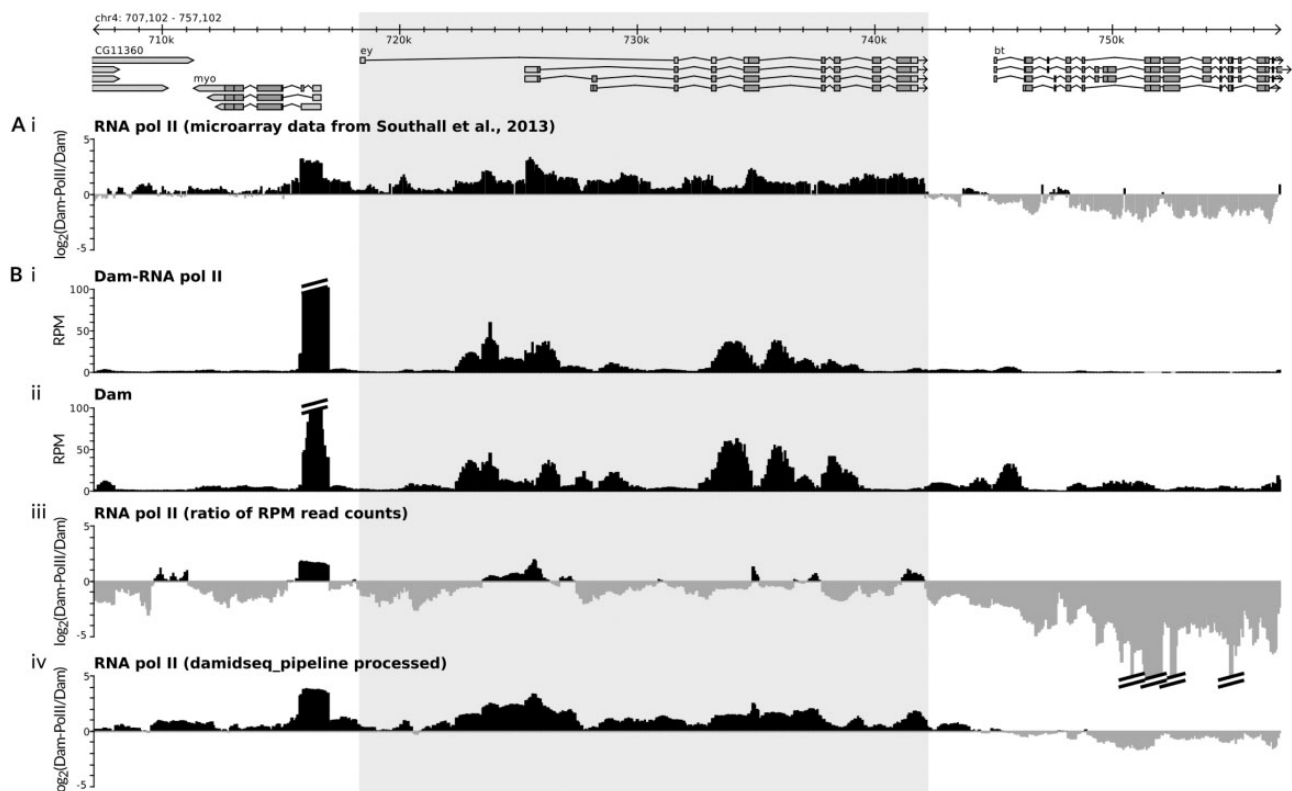 chr4: 707,102 - 757,102
710k 720k 730k 740k 750k
CG11360 ey bt
myo
A i RNA pol II (microarray data from Southall et al., 2013)
5
0
-5
log2(Dam-PolII/Dam)
B i Dam-RNA pol II
100
50
0
RPM
ii Dam
100
50
0
RPM
iii RNA pol II (ratio of RPM read counts)
5
0
-5
log2(Dam-PolII/Dam)
iv RNA pol II (damidseq_pipeline processed)
5
0
-5
log2(Dam-PolII/Dam)